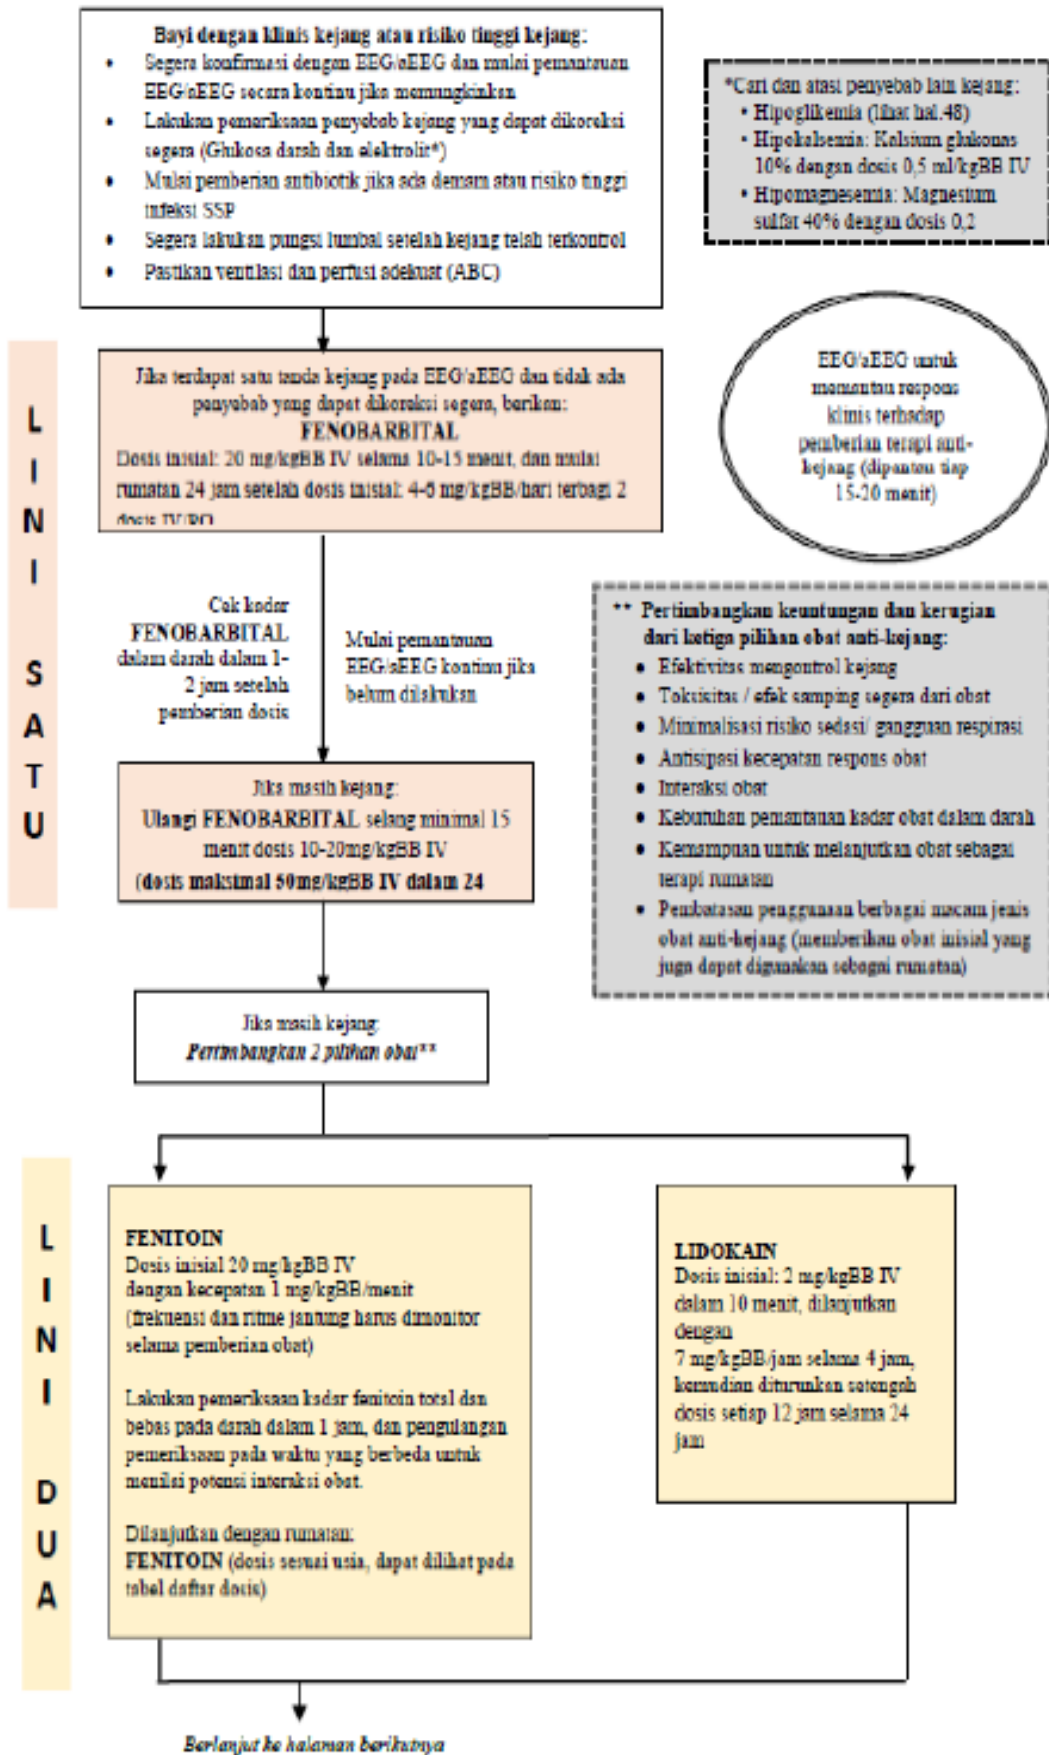 Bayi dengan klinis kejang atau risiko tinggi kejang:
• Segera konfirmasi dengan EEG/aEEG dan mulai pemantauan
EEG/aEEG secara kontinu jika memungkinkan
• Lakukan pemeriksaan penyebab kejang yang dapat dikoreksi
segera (Glukosa darah dan elektrolit*)
• Mulai pemberian antibiotik jika ada demam atau risiko tinggi
infeksi SSP
• Segera lakukan pungsi lumbal setelah kejang telah terkontrol
• Pastikan ventilasi dan perfusi adekuat (ABC)
*Cari dan atasi penyebab lain kejang:
• Hipoglikemia (lihat hal.48)
• Hipokalsemia: Kalsium glukonas
10% dengan dosis 0,5 ml/kgBB IV
• Hipomagnesemia: Magnesium
sulfat 40% dengan dosis 0,2
LINI SATU
Jika terdapat satu tanda kejang pada EEG/aEEG dan tidak ada
penyebab yang dapat dikoreksi segera, berikan:
FENOBARBITAL
Dosis inisial: 20 mg/kgBB IV selama 10-15 menit, dan mulai
rumatan 24 jam setelah dosis inisial: 4-6 mg/kgBB/hari terbagi 2
dosis IV/PO
EEG/aEEG untuk
memantau respons
klinis terhadap
pemberian terapi anti-
kejang (dipantau tiap
15-20 menit)
Cek kadar
FENOBARBITAL
dalam darah dalam 1-
2 jam setelah
pemberian dosis
Mulai pemantauan
EEG/aEEG kontinu jika
belum dilakukan
** Pertimbangkan keuntungan dan kerugian
dari ketiga pilihan obat anti-kejang:
• Efektivitas mengontrol kejang
• Toksisitas / efek samping segera dari obat
• Minimalisasi risiko sedasi/ gangguan respirasi
• Antisipasi kecepatan respons obat
• Interaksi obat
• Kebutuhan pemantauan kadar obat dalam darah
• Kemampuan untuk melanjutkan obat sebagai
terapi rumatan
• Pembatasan penggunaan berbagai macam jenis
obat anti-kejang (memberikan obat inisial yang
juga dapat digunakan sebagai rumatan)
Jika masih kejang:
Ulangi FENOBARBITAL selang minimal 15
menit dosis 10-20mg/kgBB IV
(dosis maksimal 50mg/kgBB IV dalam 24
Jika masih kejang:
Pertimbangkan 2 pilihan obat**
LINI DUA
FENITOIN
Dosis inisial 20 mg/kgBB IV
dengan kecepatan 1 mg/kgBB/menit
(frekuensi dan ritme jantung harus dimonitor
selama pemberian obat)
Lakukan pemeriksaan kadar fenitoin total dan
bebas pada darah dalam 1 jam, dan pengulangan
pemeriksaan pada waktu yang berbeda untuk
menilai potensi interaksi obat.
Dilanjutkan dengan rumatan:
FENITOIN (dosis sesuai usia, dapat dilihat pada
tabel daftar dosis)
LIDOKAIN
Dosis inisial: 2 mg/kgBB IV
dalam 10 menit, dilanjutkan
dengan
7 mg/kgBB/jam selama 4 jam,
kemudian diturunkan setengah
dosis setiap 12 jam selama 24
jam
Berlanjut ke halaman berikutnya